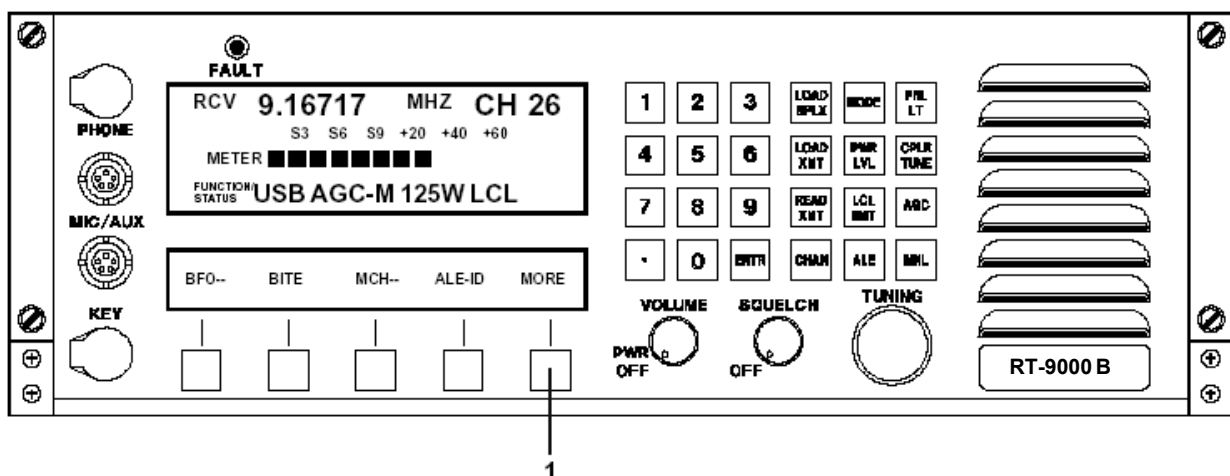 FAULT
RCV 9.16717 MHZ CH 26
S3 S6 S9 +20 +40 +60
METER
FUNCTION/
STATUS USB AGC-M 125W LCL
PHONE
MIC/AUX
KEY
BFO-- BITE MCH-- ALE-ID MORE
1 2 3 LOAD MODE
LT
4 5 6 LOAD PWR CPLR
XMT LVL TUNE
7 8 9 READ LCL AGC
XMT RMT
. 0 ENTR CHAN ALE
VOLUME SQUELCH TUNING
PWR
OFF OFF
RT-9000 B
1